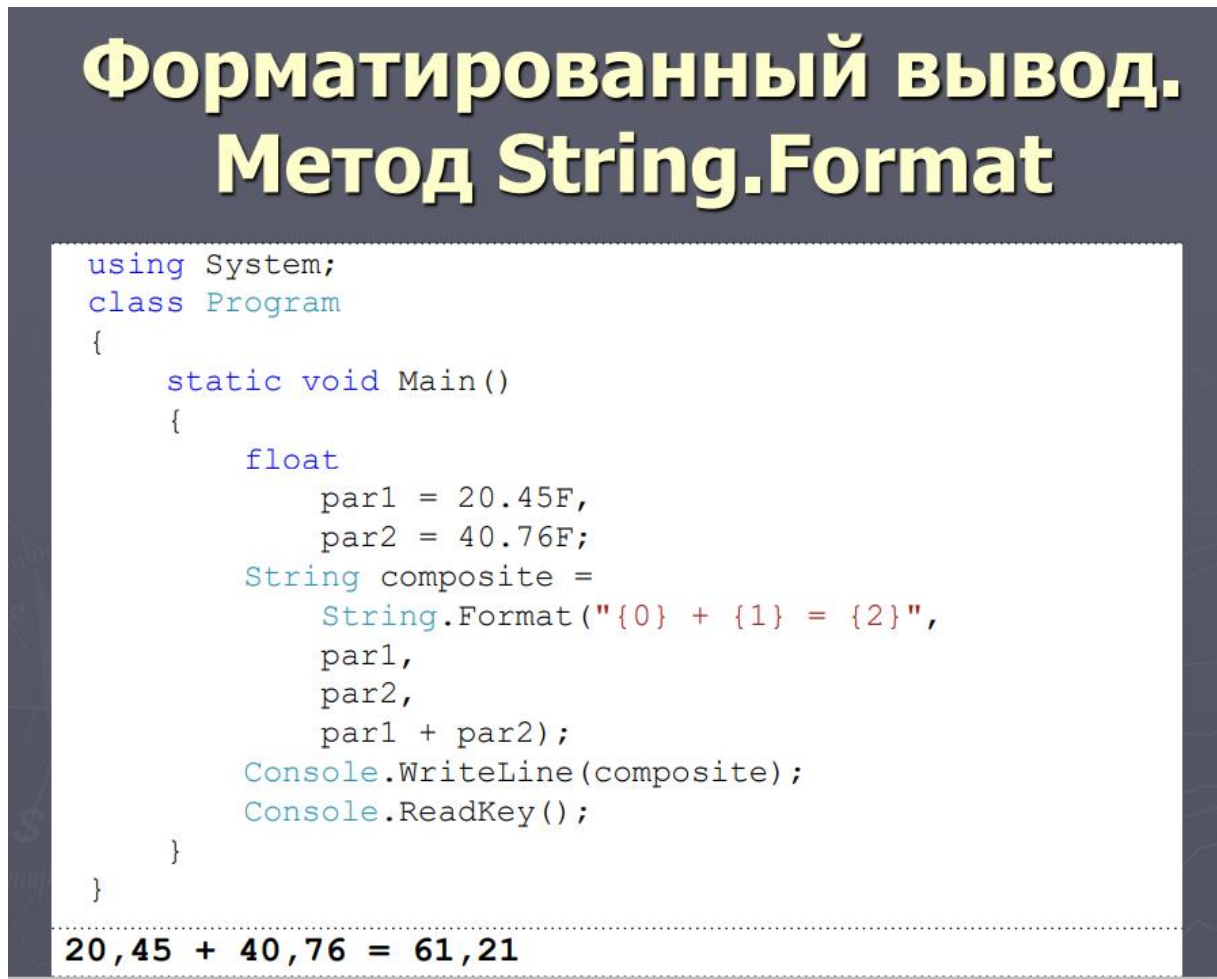 Форматированный вывод.
Метод String.Format
using System;
class Program
{
    static void Main()
    {
        float
            par1 = 20.45F,
            par2 = 40.76F;
        String composite =
            String.Format("{0} + {1} = {2}",
            par1,
            par2,
            par1 + par2);
        Console.WriteLine(composite);
        Console.ReadKey();
    }
}
20,45 + 40,76 = 61,21